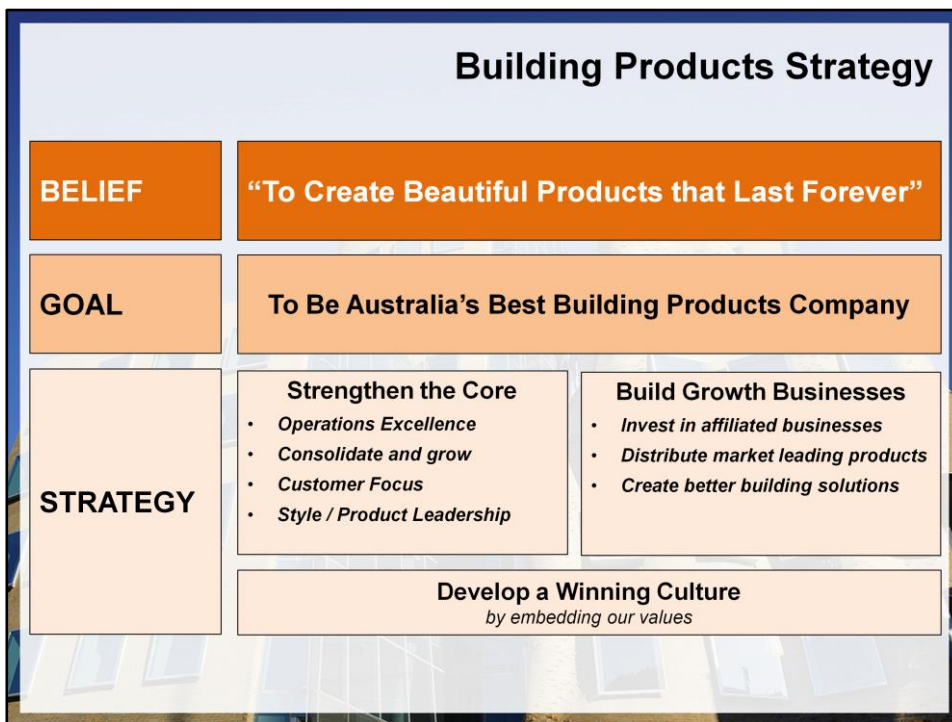 Building Products Strategy
BELIEF
“To Create Beautiful Products that Last Forever”
GOAL
To Be Australia’s Best Building Products Company
STRATEGY
Strengthen the Core
• Operations Excellence
• Consolidate and grow
• Customer Focus
• Style / Product Leadership
Build Growth Businesses
• Invest in affiliated businesses
• Distribute market leading products
• Create better building solutions
Develop a Winning Culture
by embedding our values